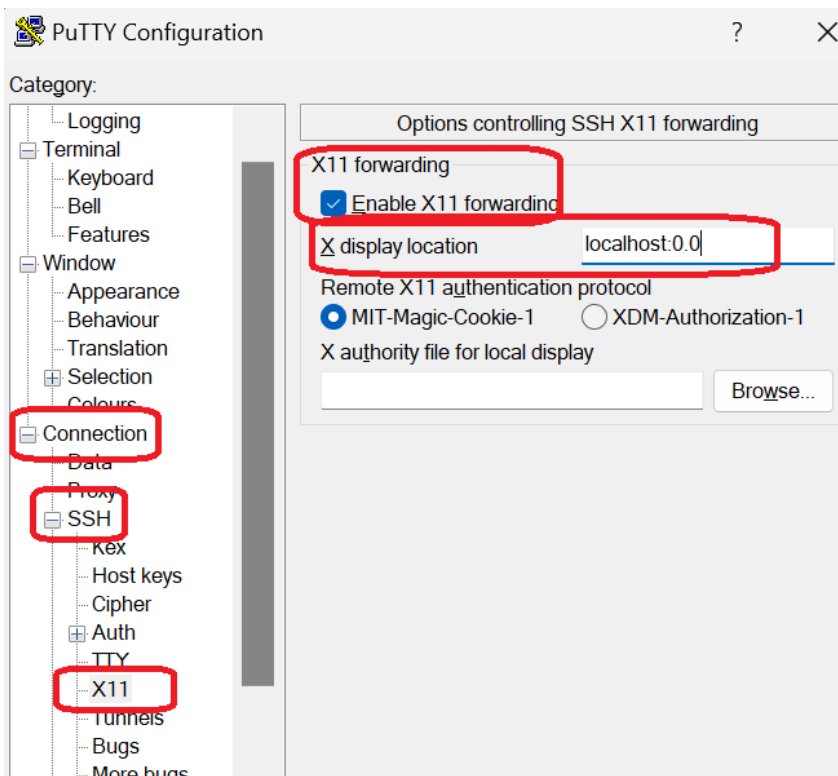 PuTTY Configuration
?
Category:
Logging
Terminal
Keyboard
Bell
Features
Window
Appearance
Behaviour
Translation
Selection
Colours
Connection
Data
Proxy
SSH
Kex
Host keys
Cipher
Auth
TTY
X11
Tunnels
Bugs
More bugs
Options controlling SSH X11 forwarding
X11 forwarding
Enable X11 forwarding
X display location localhost:0.0
Remote X11 authentication protocol
MIT-Magic-Cookie-1 XDM-Authorization-1
X authority file for local display
Browse...